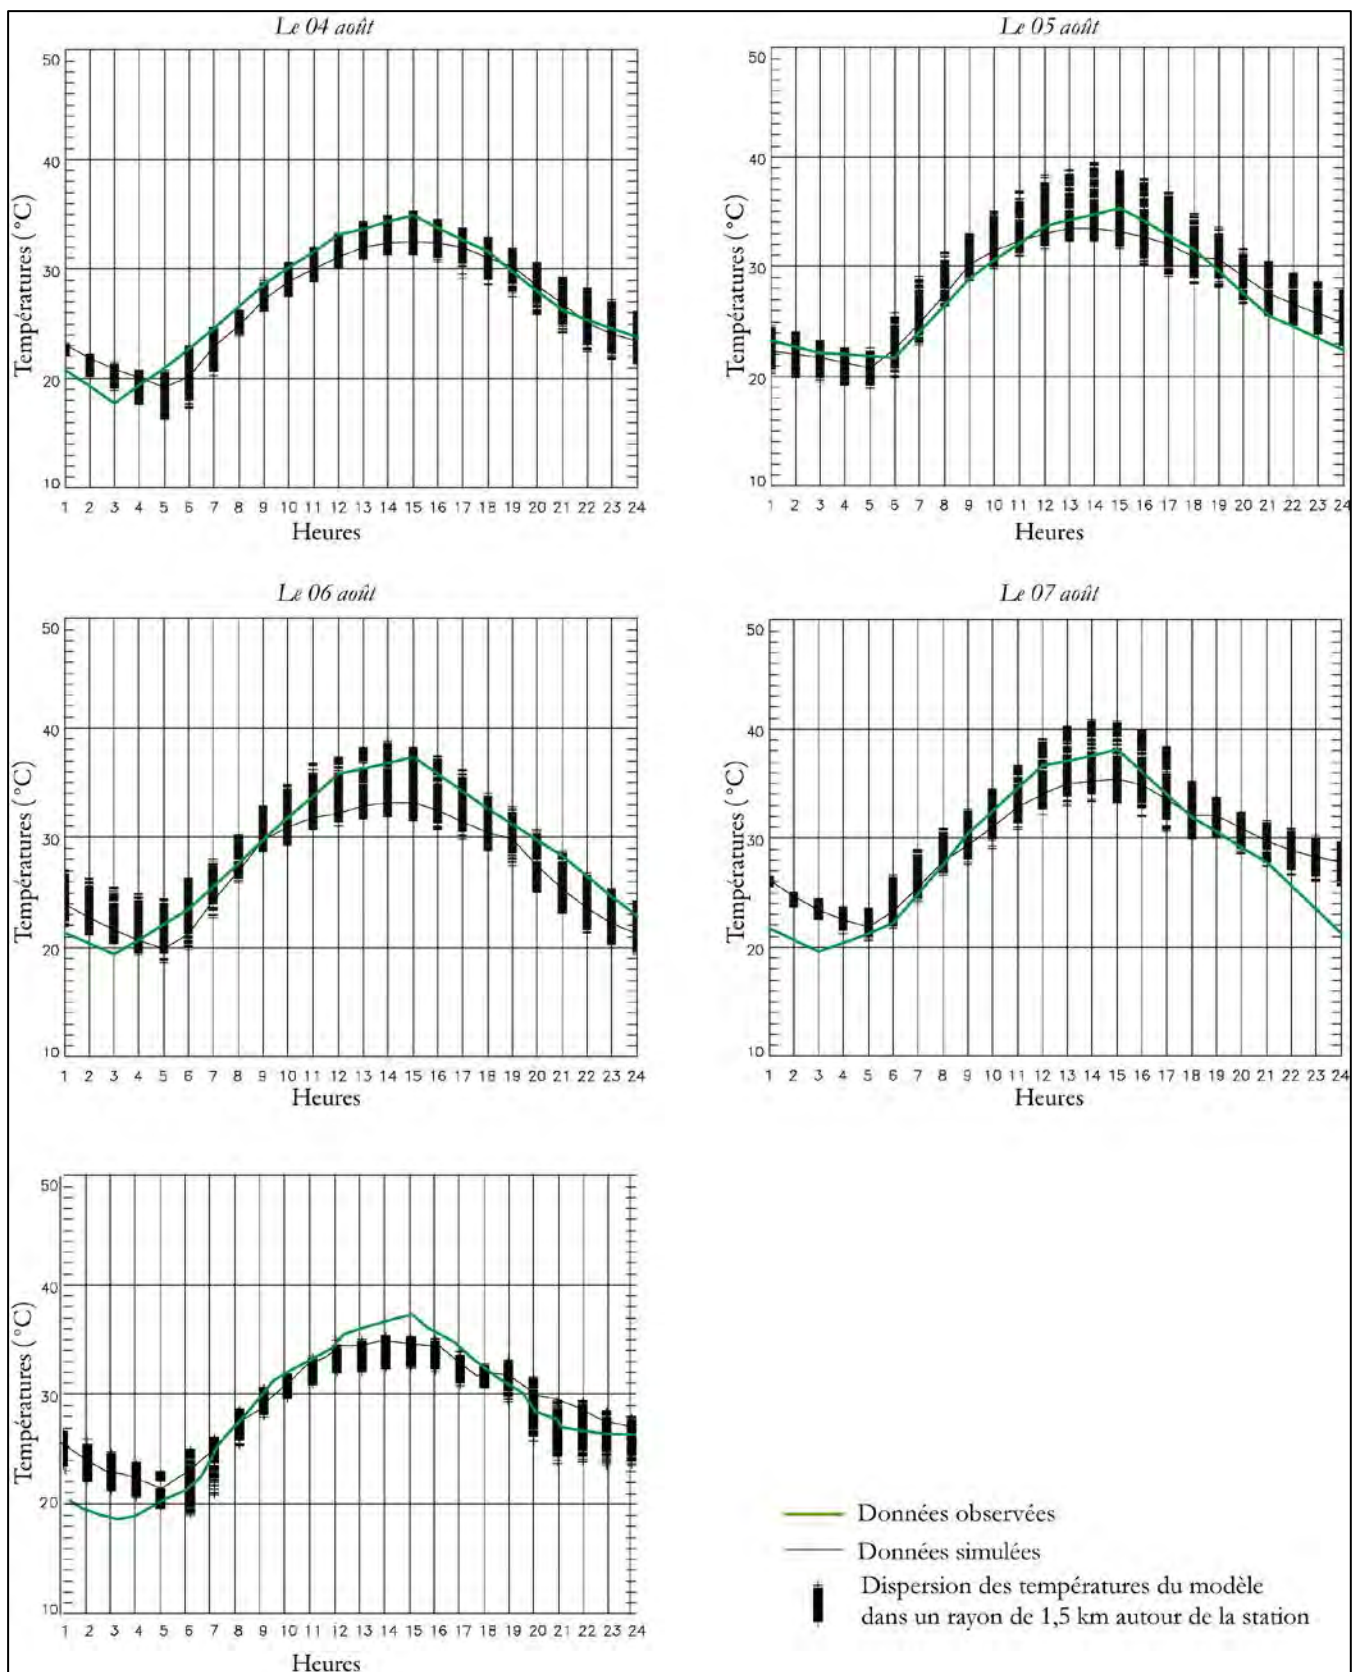 Le 04 août
50
40
30
20
10
Températures (°C)
1 2 3 4 5 6 7 8 9 10 11 12 13 14 15 16 17 18 19 20 21 22 23 24
Heures
Le 05 août
50
40
30
20
10
Températures (°C)
1 2 3 4 5 6 7 8 9 10 11 12 13 14 15 16 17 18 19 20 21 22 23 24
Heures
Le 06 août
50
40
30
20
10
Températures (°C)
1 2 3 4 5 6 7 8 9 10 11 12 13 14 15 16 17 18 19 20 21 22 23 24
Heures
Le 07 août
50
40
30
20
10
Températures (°C)
1 2 3 4 5 6 7 8 9 10 11 12 13 14 15 16 17 18 19 20 21 22 23 24
Heures
50
40
30
20
10
Températures (°C)
1 2 3 4 5 6 7 8 9 10 11 12 13 14 15 16 17 18 19 20 21 22 23 24
Heures
Données observées
Données simulées
Dispersion des températures du modèle
dans un rayon de 1,5 km autour de la station